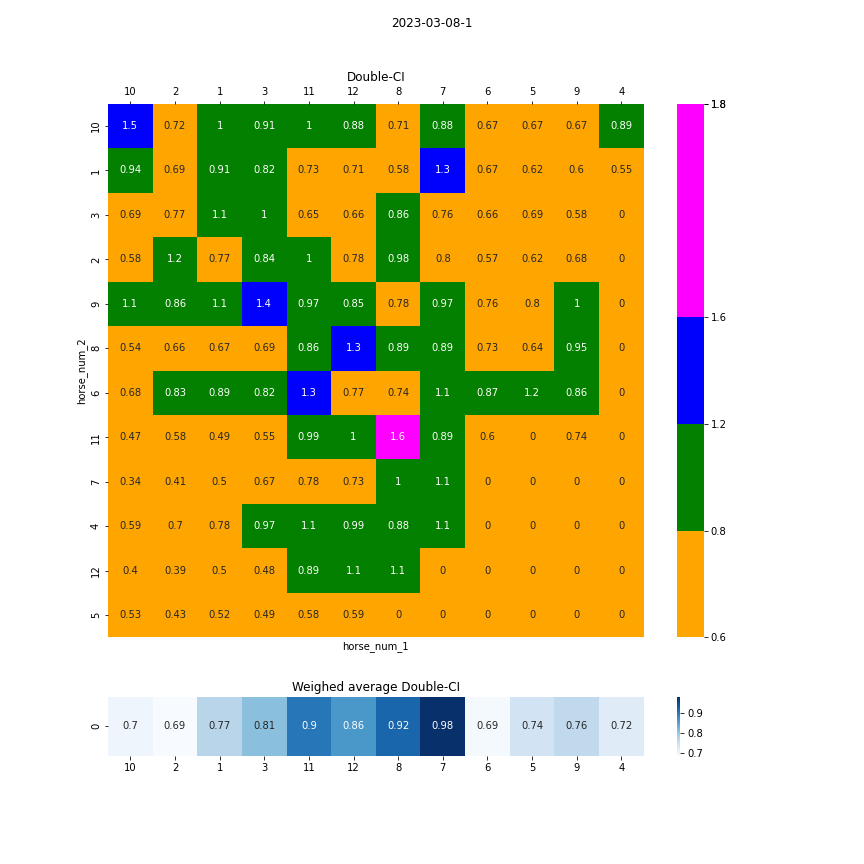 2023-03-08-1
Double-CI
10 2 1 3 11 12 8 7 6 5 9 4
10 1.5 0.72 1 0.91 1 0.88 0.71 0.88 0.67 0.67 0.67 0.89
1 0.94 0.69 0.91 0.82 0.73 0.71 0.58 1.3 0.67 0.62 0.6 0.55
3 0.69 0.77 1.1 1 0.65 0.66 0.86 0.76 0.66 0.69 0.58 0
2 0.58 1.2 0.77 0.84 1 0.78 0.98 0.8 0.57 0.62 0.68 0
9 1.1 0.86 1.1 1.4 0.97 0.85 0.78 0.97 0.76 0.8 1 0
8 0.54 0.66 0.67 0.69 0.86 1.3 0.89 0.89 0.73 0.64 0.95 0
6 0.68 0.83 0.89 0.82 1.3 0.77 0.74 1.1 0.87 1.2 0.86 0
11 0.47 0.58 0.49 0.55 0.99 1 1.6 0.89 0.6 0 0.74 0
7 0.34 0.41 0.5 0.67 0.78 0.73 1 1.1 0 0 0 0
4 0.59 0.7 0.78 0.97 1.1 0.99 0.88 1.1 0 0 0 0
12 0.4 0.39 0.5 0.48 0.89 1.1 1.1 0 0 0 0 0
5 0.53 0.43 0.52 0.49 0.58 0.59 0 0 0 0 0 0
horse_num_2
horse_num_1
1.8
1.6
1.2
0.8
0.6
Weighed average Double-CI
0 0.7 0.69 0.77 0.81 0.9 0.86 0.92 0.98 0.69 0.74 0.76 0.72
10 2 1 3 11 12 8 7 6 5 9 4
0.9
0.8
0.7